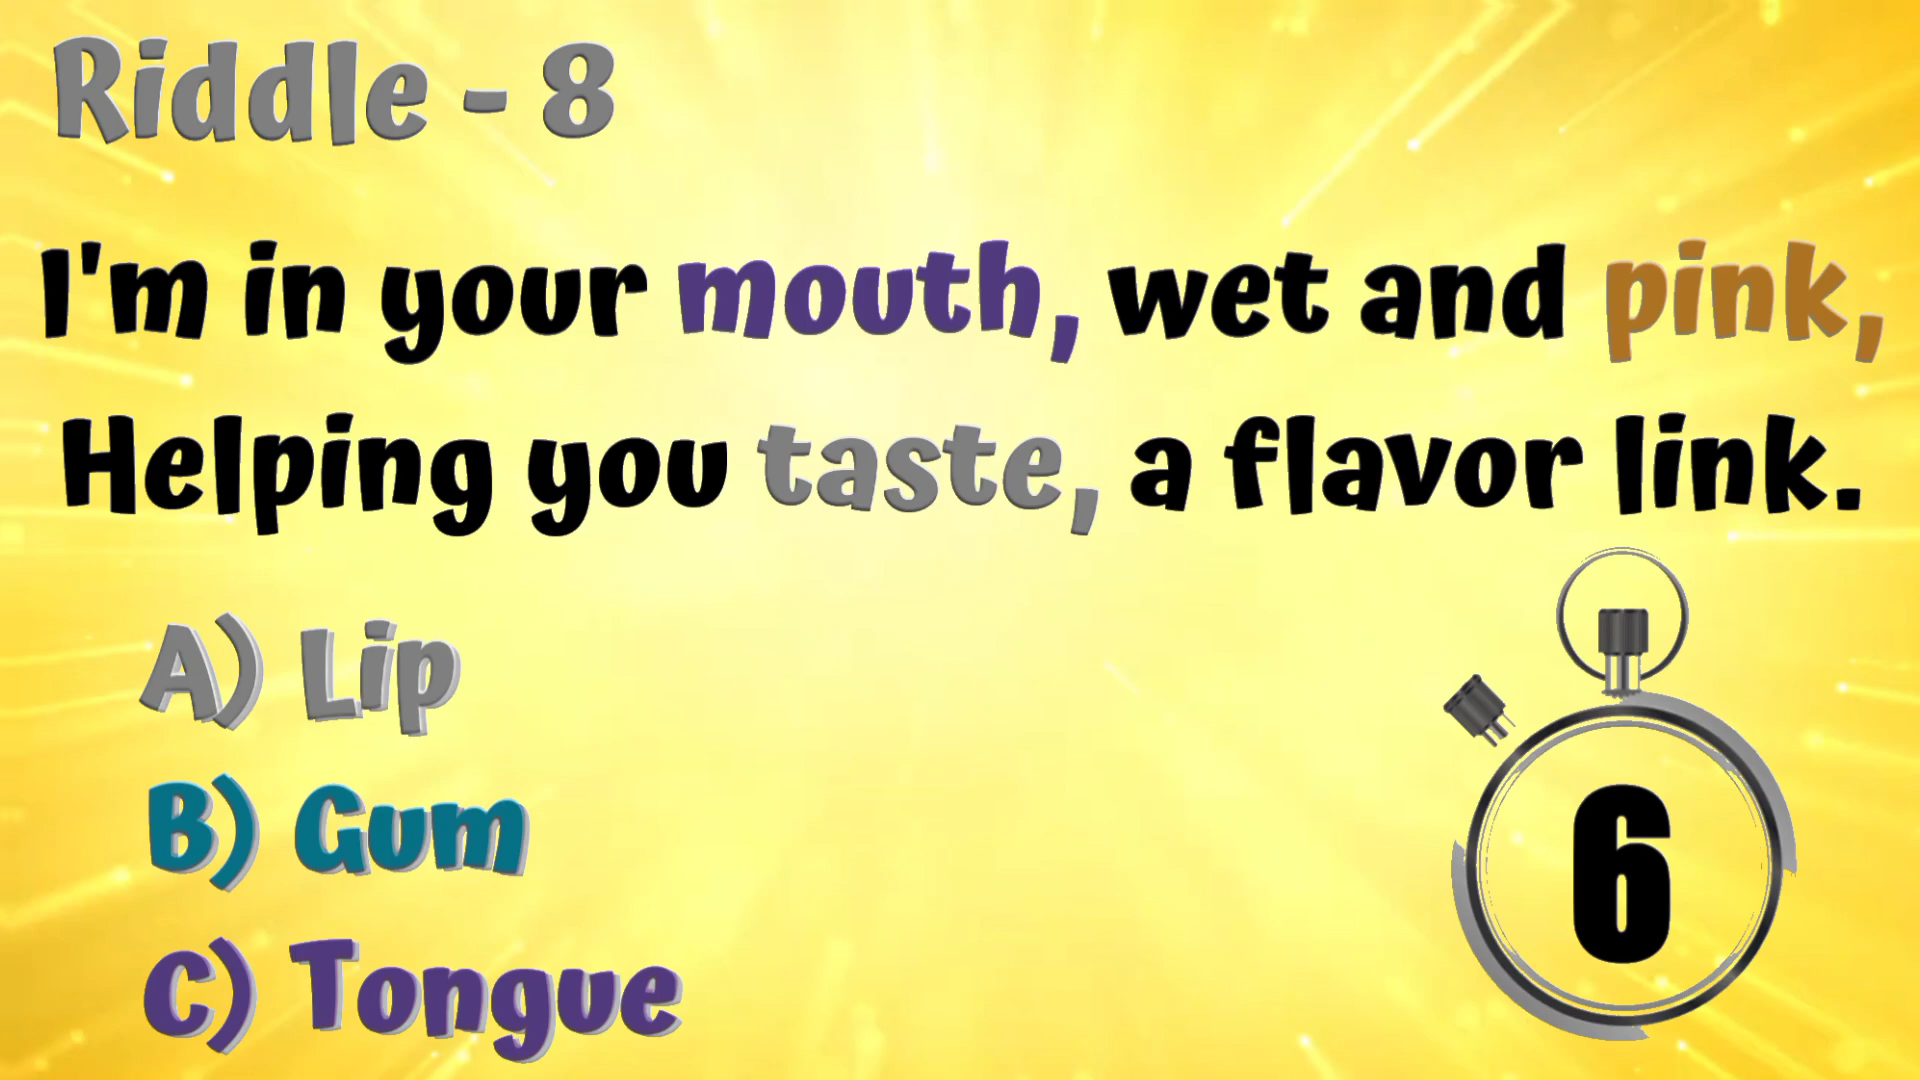 Riddle - 8
I'm in your mouth, wet and pink,
Helping you taste, a flavor link.
A) Lip
B) Gum
C) Tongue
6